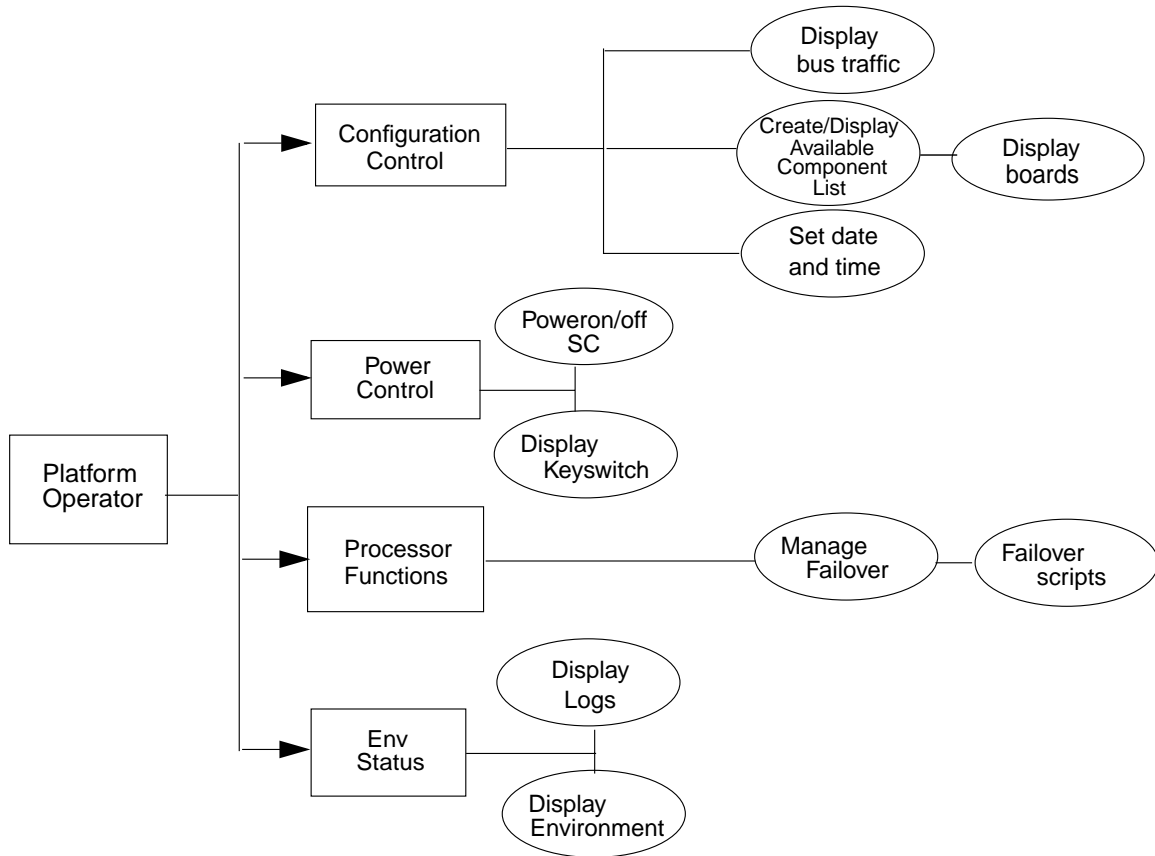 Display
bus traffic
Configuration
Control
Create/Display
Available
Component
List
Display
boards
Set date
and time
Poweron/off
SC
Power
Control
Display
Keyswitch
Platform
Operator
Processor
Functions
Manage
Failover
Failover
scripts
Display
Logs
Env
Status
Display
Environment